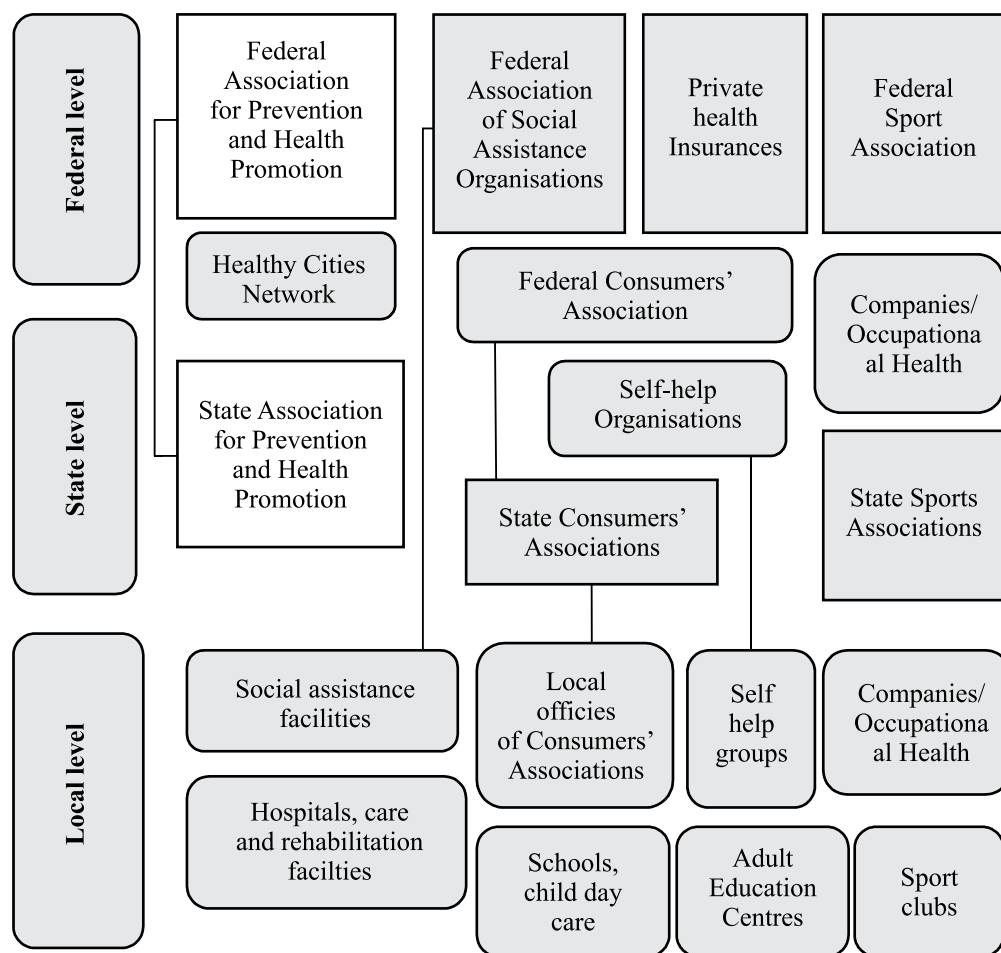 Federal level
Federal
Association
for Prevention
and Health
Promotion
Federal
Association
of Social
Assistance
Organisations
Private
health
Insurances
Federal
Sport
Association
Healthy Cities
Network
Federal Consumers’
Association
Companies/
Occupationa
al Health
State level
State Association
for Prevention
and Health
Promotion
Self-help
Organisations
State Consumers’
Associations
State Sports
Associations
Local level
Social assistance
facilities
Local
officies
of Consumers’
Associations
Self
help
groups
Companies/
Occupationa
al Health
Hospitals, care
and rehabilitation
facilties
Schools,
child day
care
Adult
Education
Centres
Sport
clubs